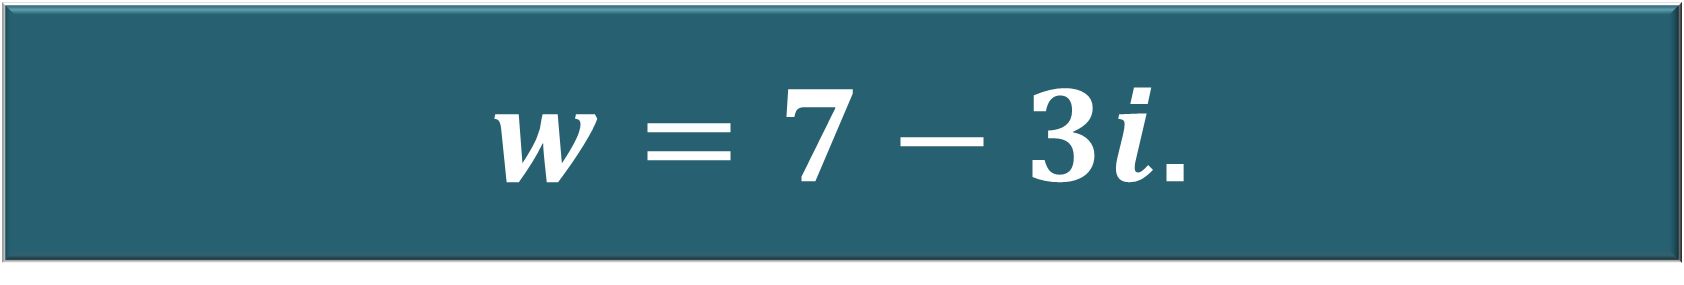 w = 7 − 3i.